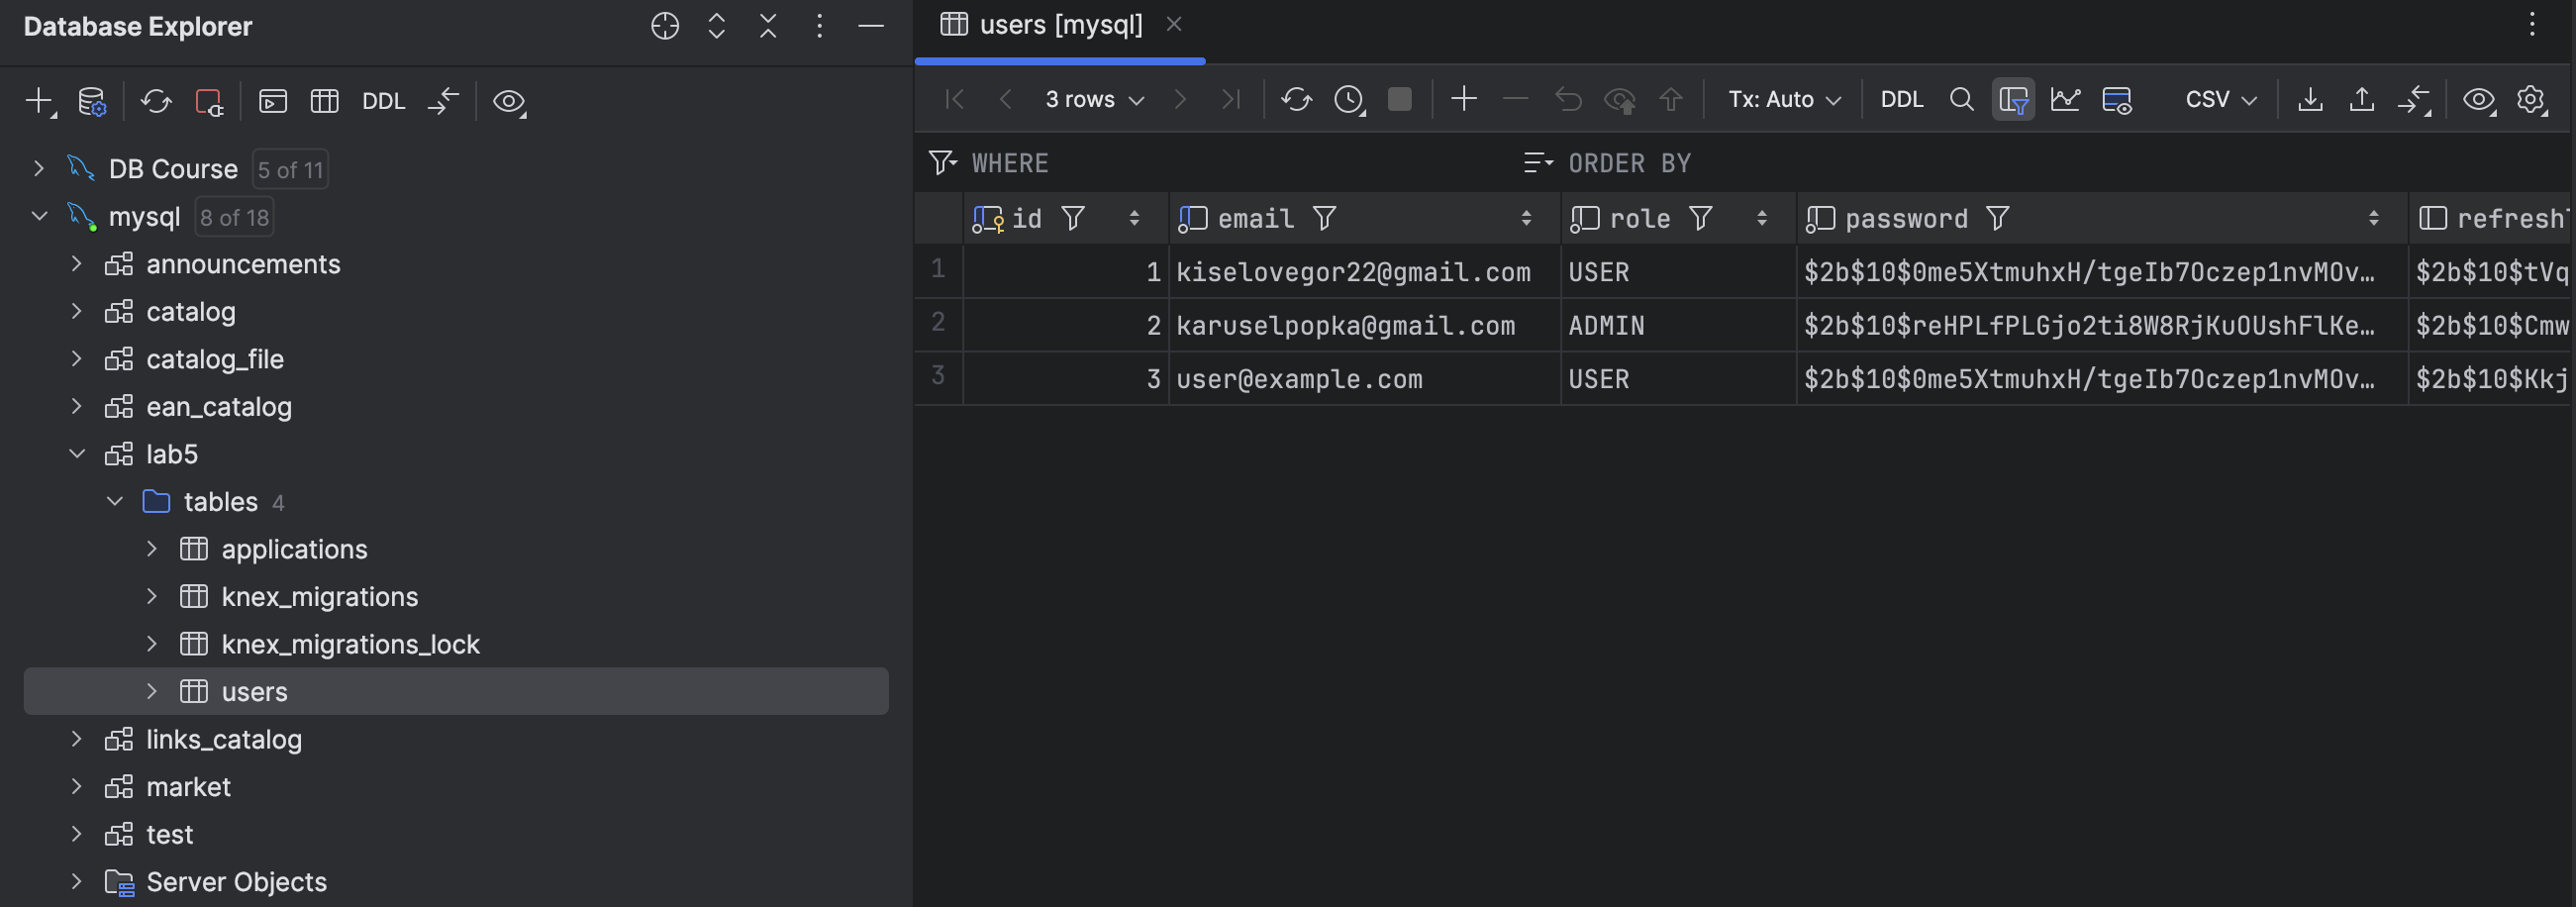 Database Explorer
DDL
DB Course 5 of 11
mysql 8 of 18
announcements
catalog
catalog_file
ean_catalog
lab5
tables 4
applications
knex_migrations
knex_migrations_lock
users
links_catalog
market
test
Server Objects
users [mysql]
3 rows Tx: Auto DDL CSV
WHERE ORDER BY
id email role password refresh
1 1 kiselovegor22@gmail.com USER $2b$10$0me5XtmuhxH/tgeIb7Oczep1nvMOv… $2b$10$tVq
2 2 karuselpopka@gmail.com ADMIN $2b$10$reHPLfPLGjo2ti8W8RjKuOUshFlKe… $2b$10$Cmw
3 3 user@example.com USER $2b$10$0me5XtmuhxH/tgeIb7Oczep1nvMOv… $2b$10$Kkj